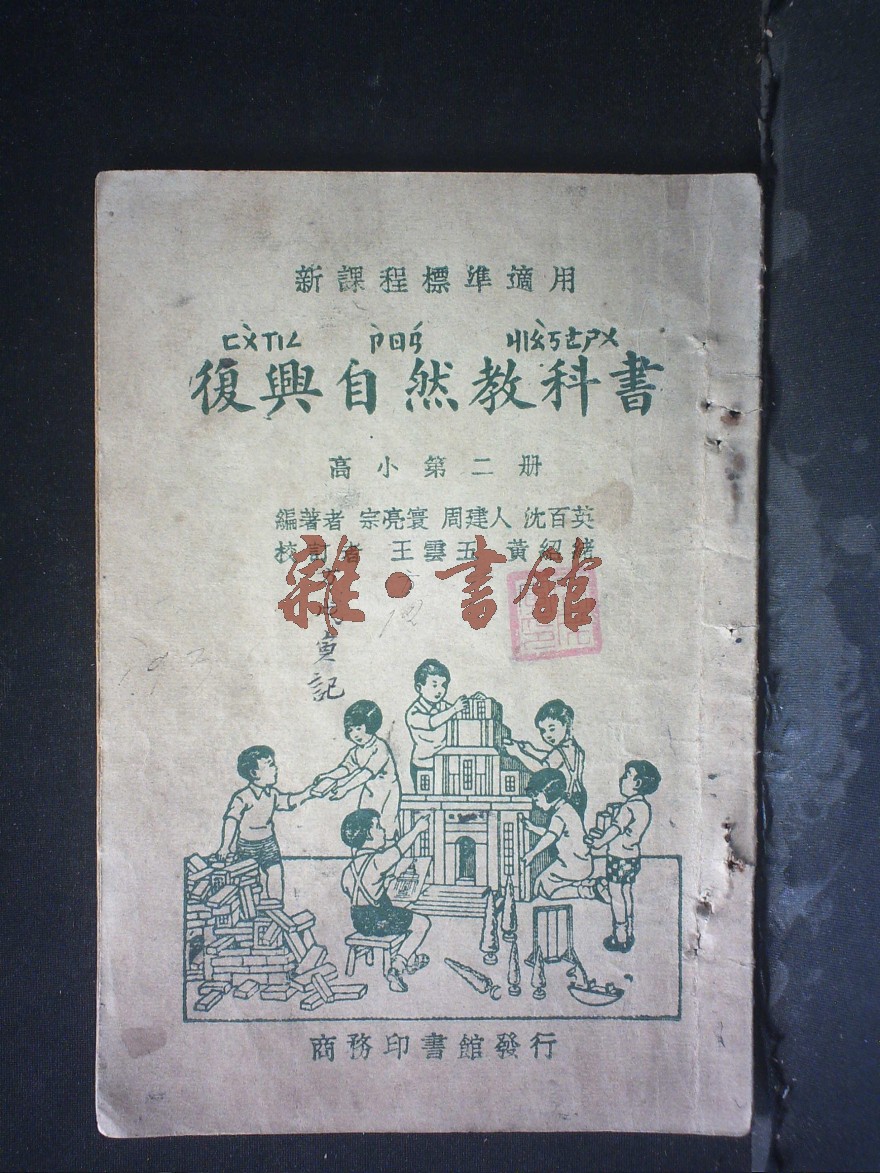 新課程標準適用
ㄈㄨˋㄒㄧㄥ ㄗˋㄖㄢˊ ㄐㄧㄠˋㄎㄜㄕㄨ
復興自然教科書
高小第二册
編著者 宗亮寰 周建人 沈百英
校訂者 王雲五 黃紹緒
雜·書館
寅記
商務印書館發行